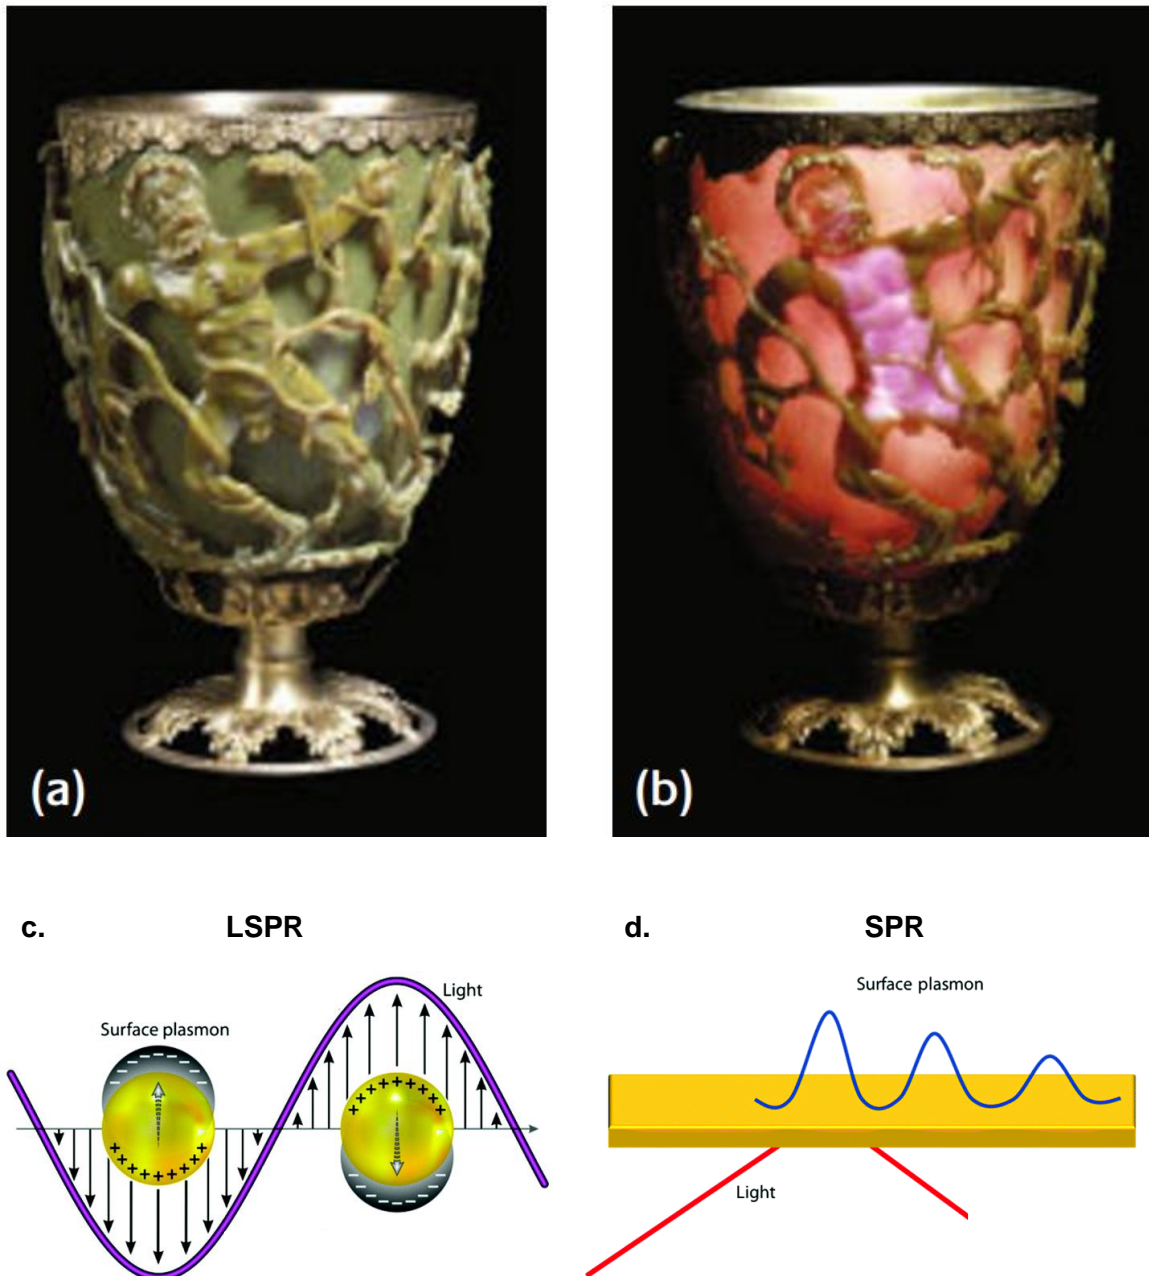 (a)
(b)
c. LSPR
d. SPR
Light
Surface plasmon
Surface plasmon
Light